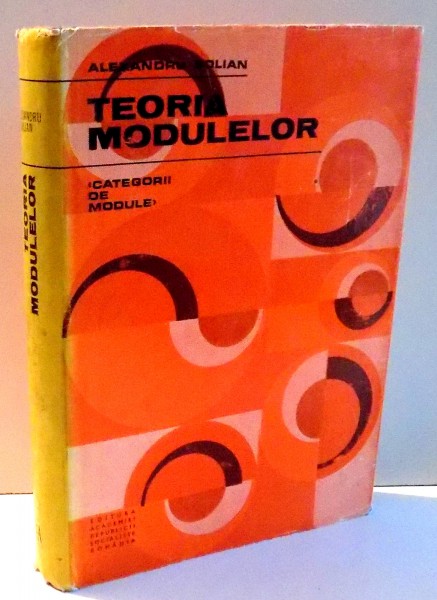 ALEXANDRU SOLIAN
TEORIA
MODULELOR
‹CATEGORII
DE
MODULE›
EDITURA
ACADEMIEI
REPUBLICII
SOCIALISTE
ROMÂNIA
TEORIA
MODULELOR